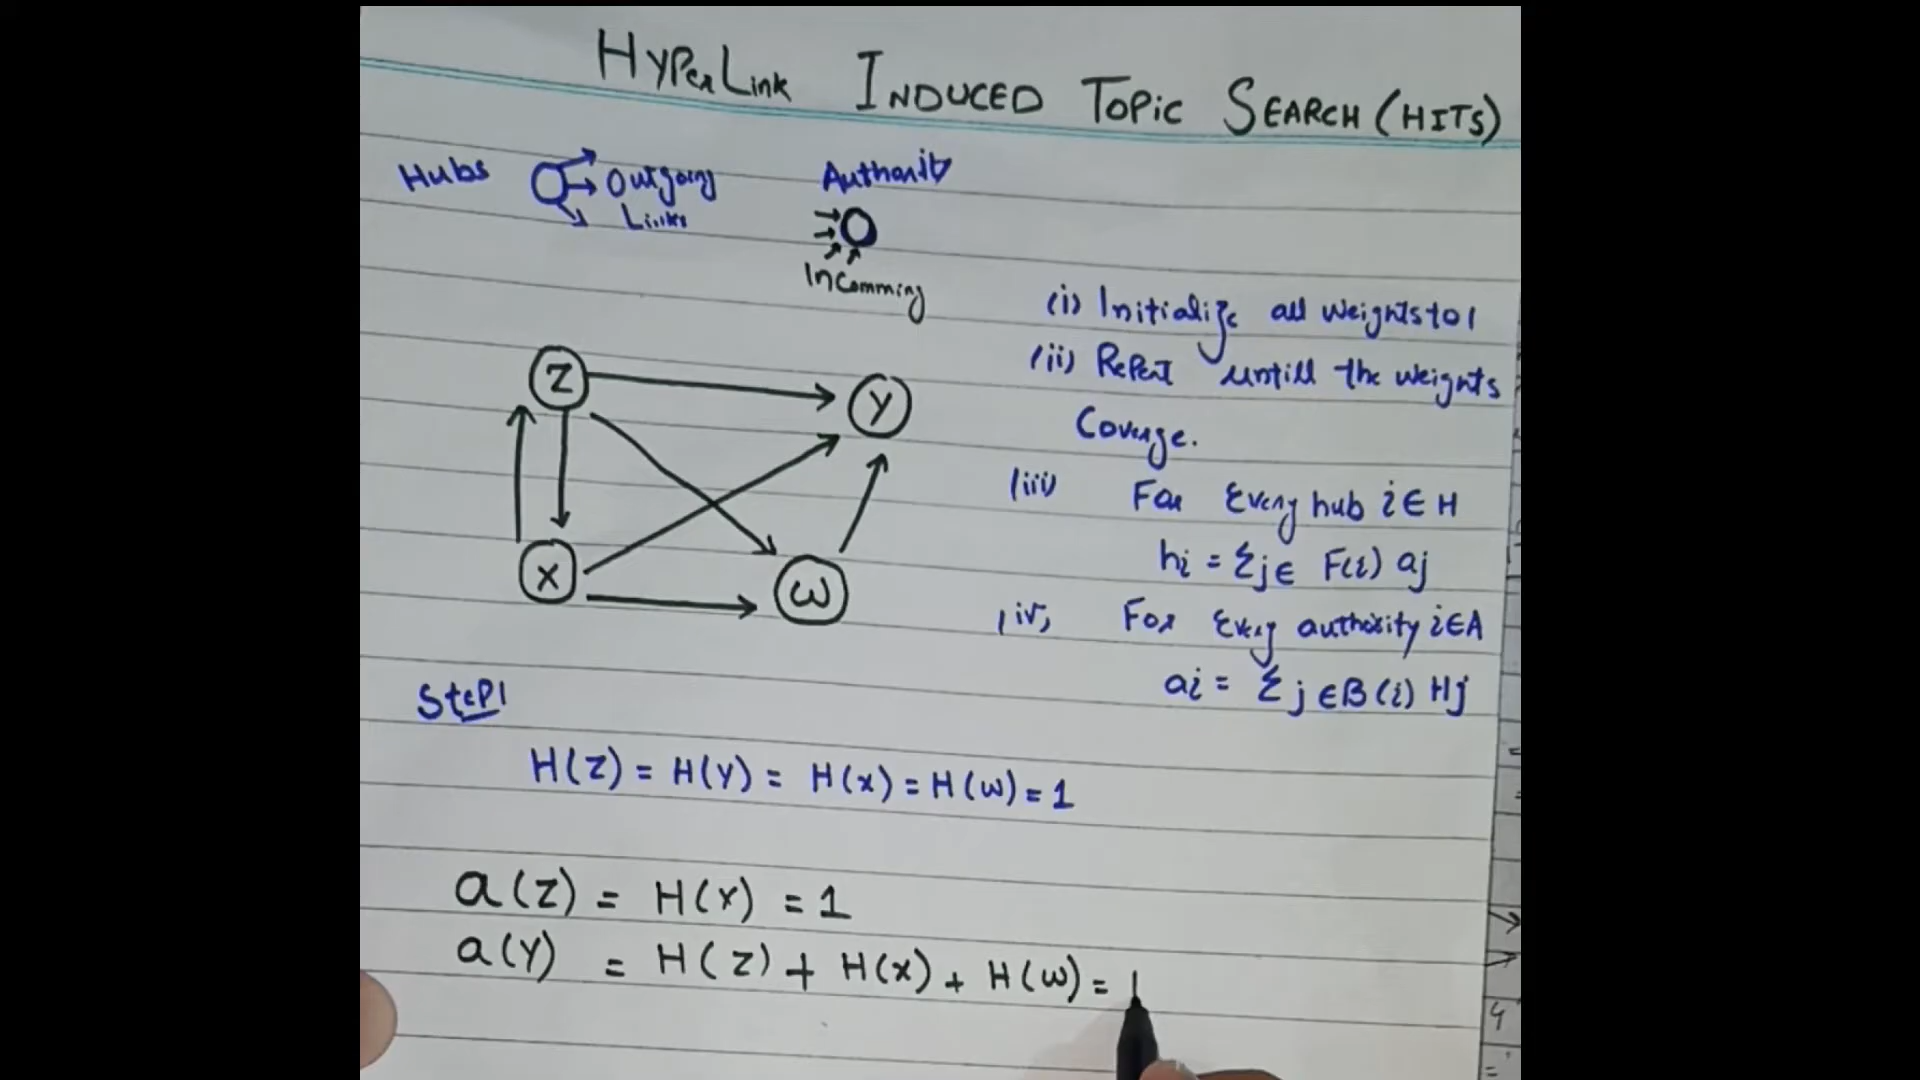 HyperLink INDUCED TOPic SEARCH (HITS)
Hubs Outgoing Links
Authority
Incomming
(i) Initialize all weights to 1
(ii) Repeat untill the weights
Coverge.
(iii) For Every hub i ∈ H
hi = Σj∈ F(i) aj
(iv) For Every authority i∈A
ai = Σ j ∈B (i) Hj
Z
Y
X
W
Step1
H(Z) = H(Y) = H(x) = H(w) = 1
a(Z) = H(x) = 1
a(Y) = H(Z) + H(x) + H(w) = 1